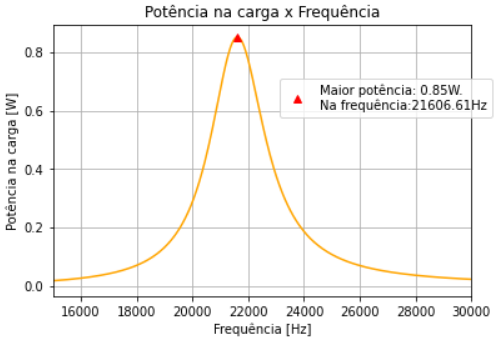 Potência na carga x Frequência
Potência na carga [W]
0.8
0.6
0.4
0.2
0.0
Maior potência: 0.85W.
Na frequência:21606.61Hz
16000 18000 20000 22000 24000 26000 28000 30000
Frequência [Hz]